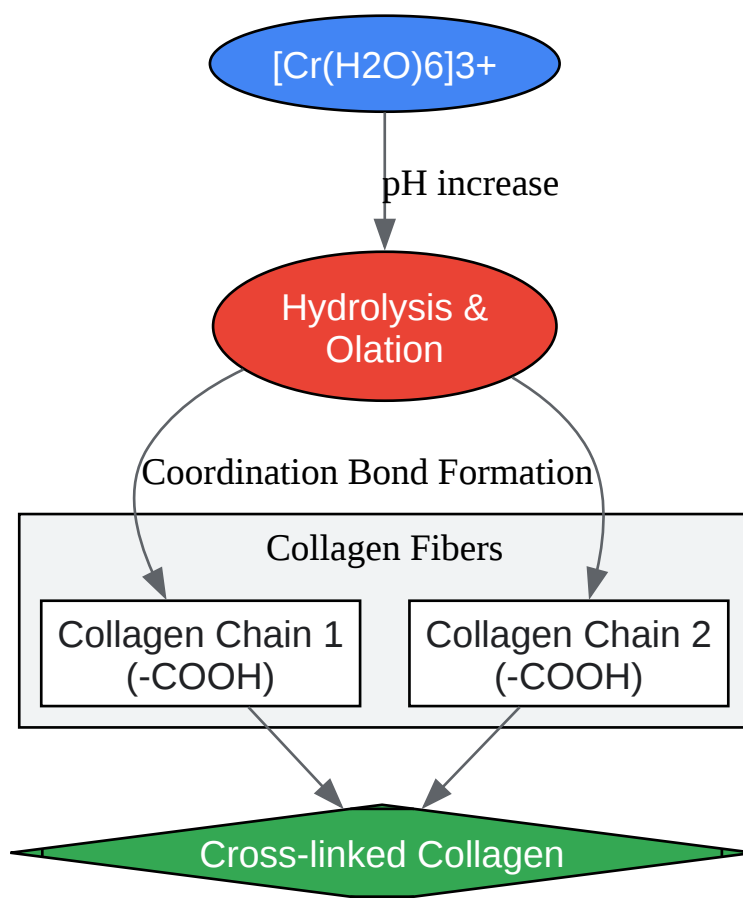 [Cr(H2O)6]3+
pH increase
Hydrolysis &
Olation
Coordination Bond Formation
Collagen Fibers
Collagen Chain 1
(-COOH)
Collagen Chain 2
(-COOH)
Cross-linked Collagen